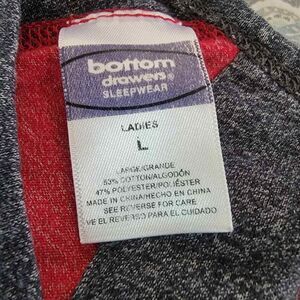 bottom
drawers®
SLEEPWEAR
LADIES
L
LARGE/GRANDE
53% COTTON/ALGODÓN
47% POLYESTER/POLIÉSTER
MADE IN CHINA/HECHO EN CHINA
SEE REVERSE FOR CARE
VE EL REVERSO PARA EL CUIDADO